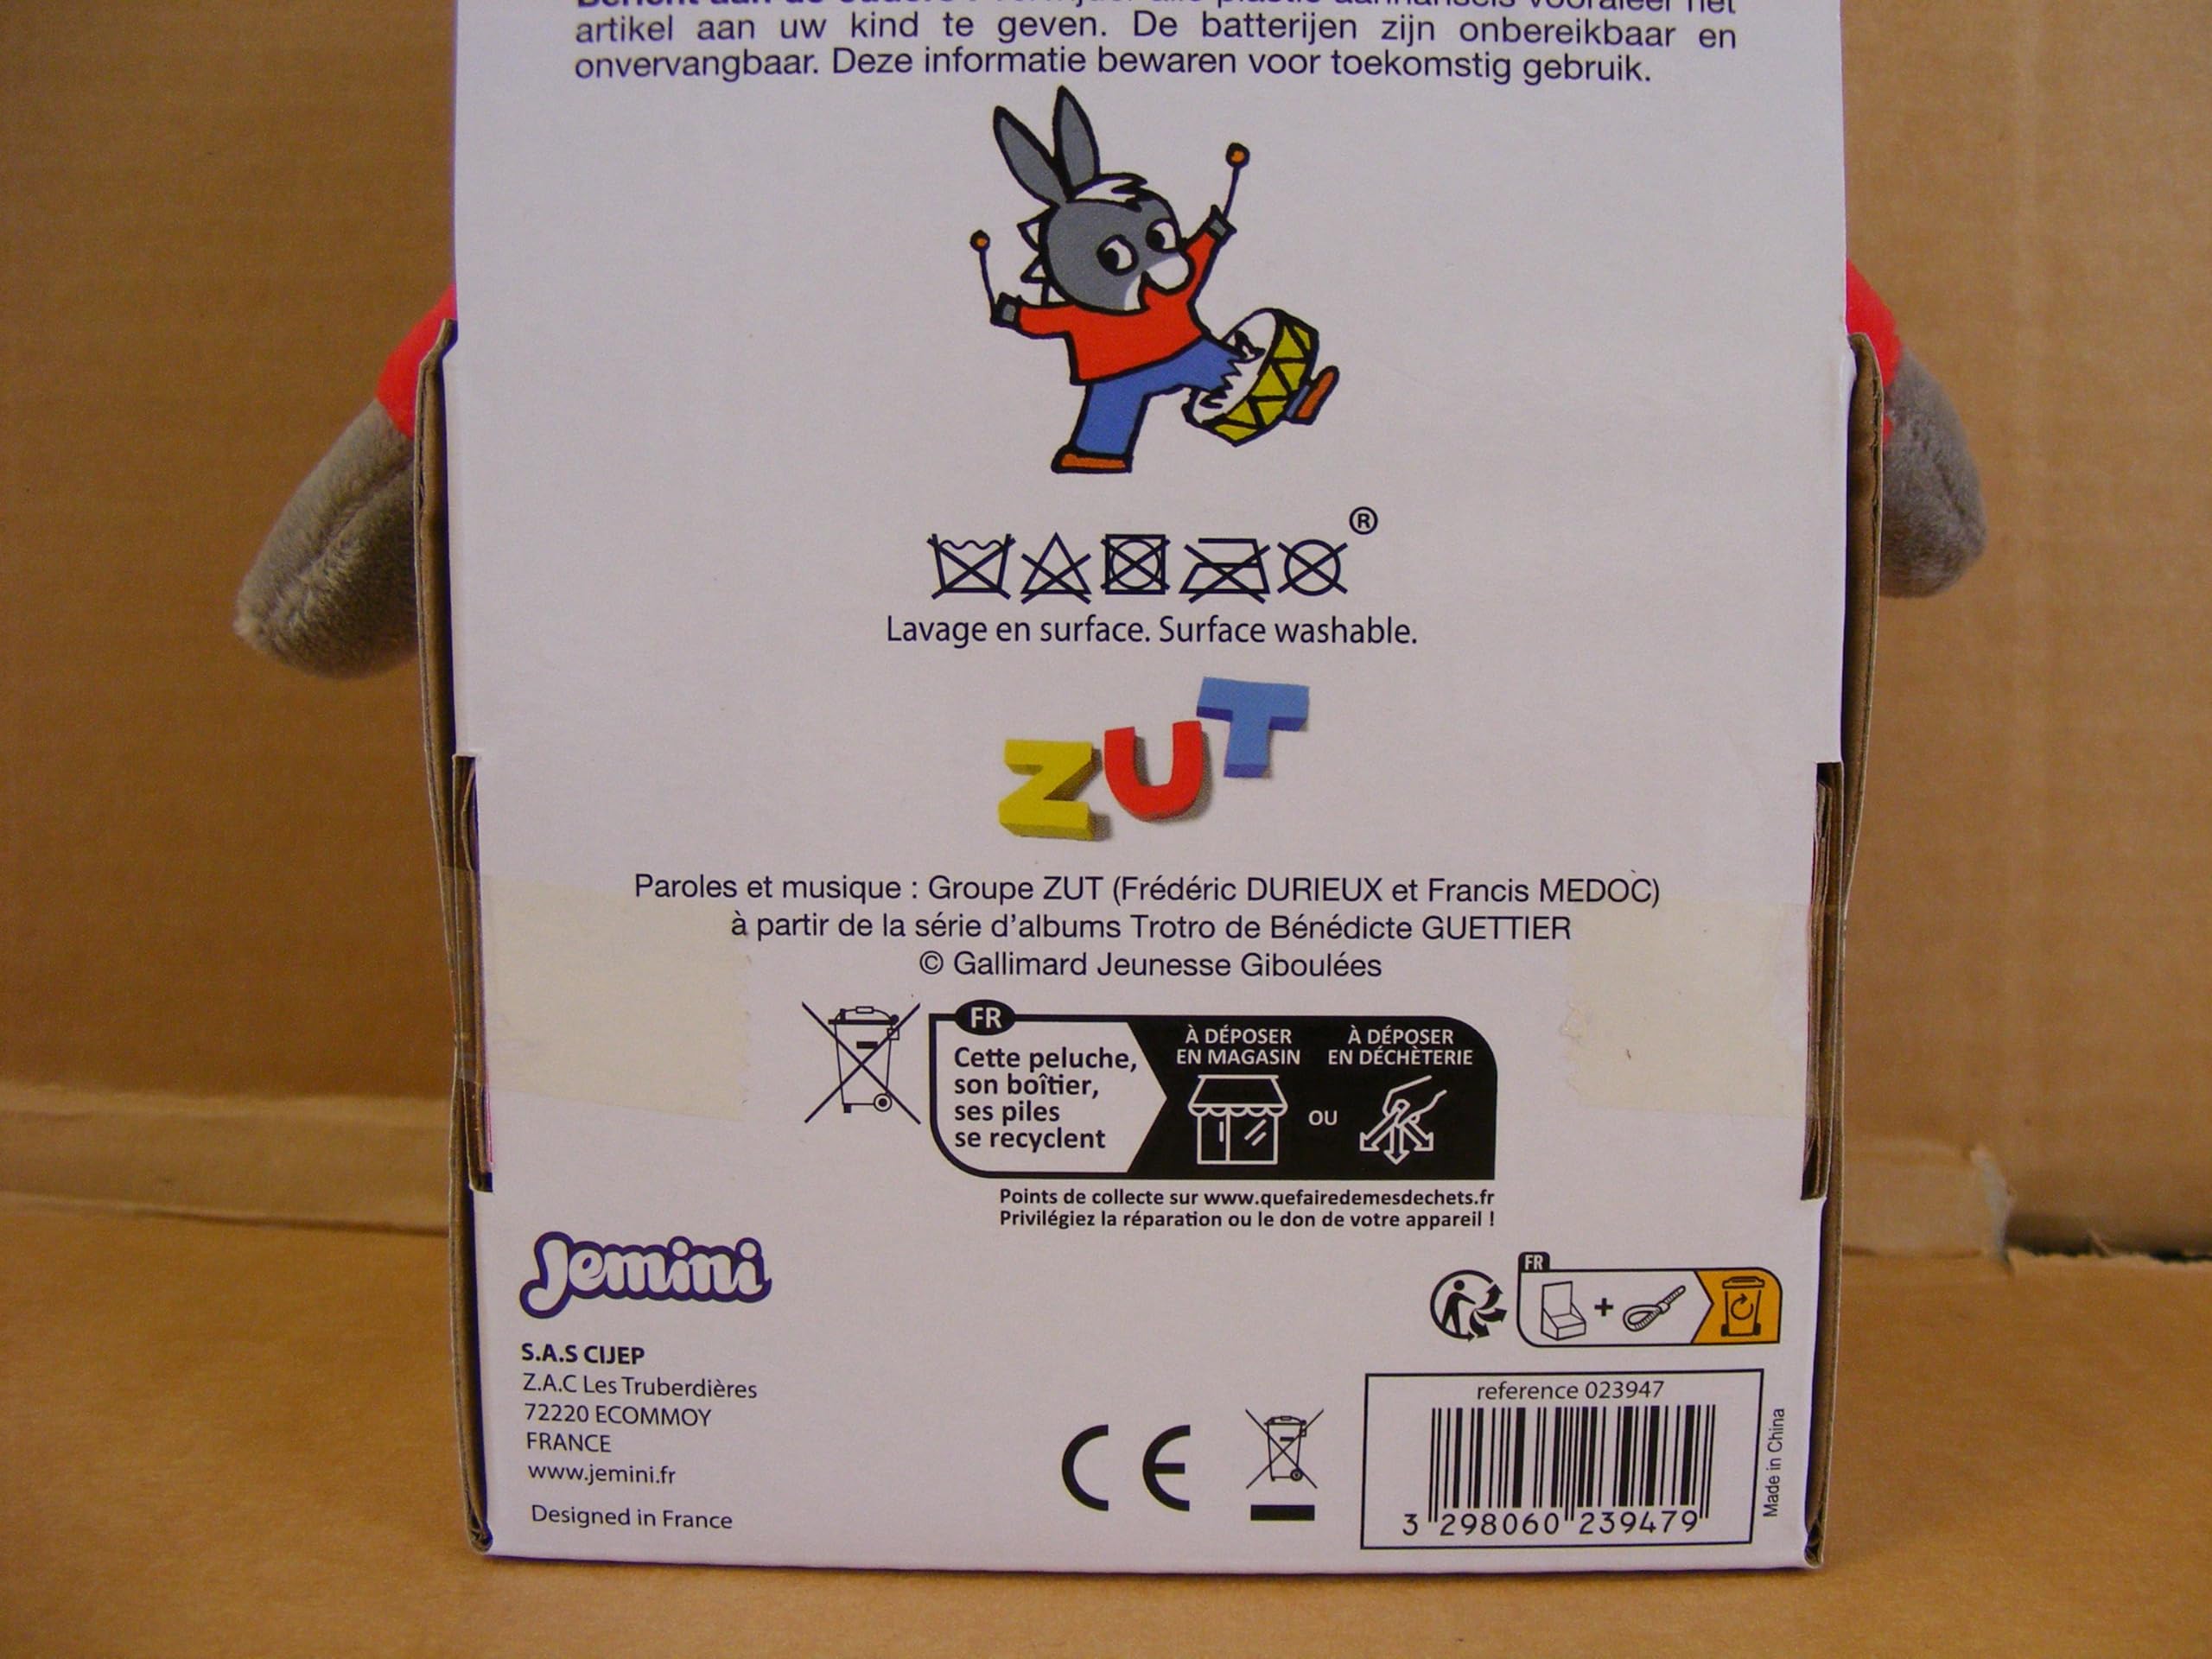 artikel aan uw kind te geven. De batterijen zijn onbereikbaar en
onvervangbaar. Deze informatie bewaren voor toekomstig gebruik.
®
Lavage en surface. Surface washable.
ZUT
Paroles et musique : Groupe ZUT (Frédéric DURIEUX et Francis MEDOC)
à partir de la série d'albums Trotro de Bénédicte GUETTIER
© Gallimard Jeunesse Giboulées
FR
Cette peluche,
son boîtier,
ses piles
se recyclent
À DÉPOSER
EN MAGASIN
OU
À DÉPOSER
EN DÉCHÈTERIE
Points de collecte sur www.quefairedemesdechets.fr
Privilégiez la réparation ou le don de votre appareil !
Jemini
S.A.S CIJEP
Z.A.C Les Truberdières
72220 ECOMMOY
FRANCE
www.jemini.fr
Designed in France
CE
FR
+
reference 023947
3 298060 239479
Made in China